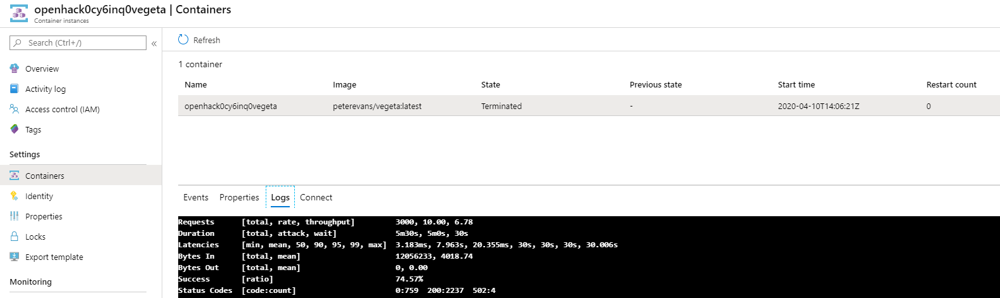 openhack0cy6inq0vegeta | Containers
Container instances
Search (Ctrl+/)
«
Refresh
Overview
Activity log
Access control (IAM)
Tags
Settings
Containers
Identity
Properties
Locks
Export template
Monitoring
1 container
Name Image State Previous state Start time Restart count
openhack0cy6inq0vegeta peterevans/vegeta:latest Terminated - 2020-04-10T14:06:21Z 0
Events Properties Logs Connect
Requests [total, rate, throughput] 3000, 10.00, 6.78
Duration [total, attack, wait] 5m30s, 5m0s, 30s
Latencies [min, mean, 50, 90, 95, 99, max] 3.183ms, 7.963s, 20.355ms, 30s, 30s, 30s, 30.006s
Bytes In [total, mean] 12056233, 4018.74
Bytes Out [total, mean] 0, 0.00
Success [ratio] 74.57%
Status Codes [code:count] 0:759 200:2237 502:4